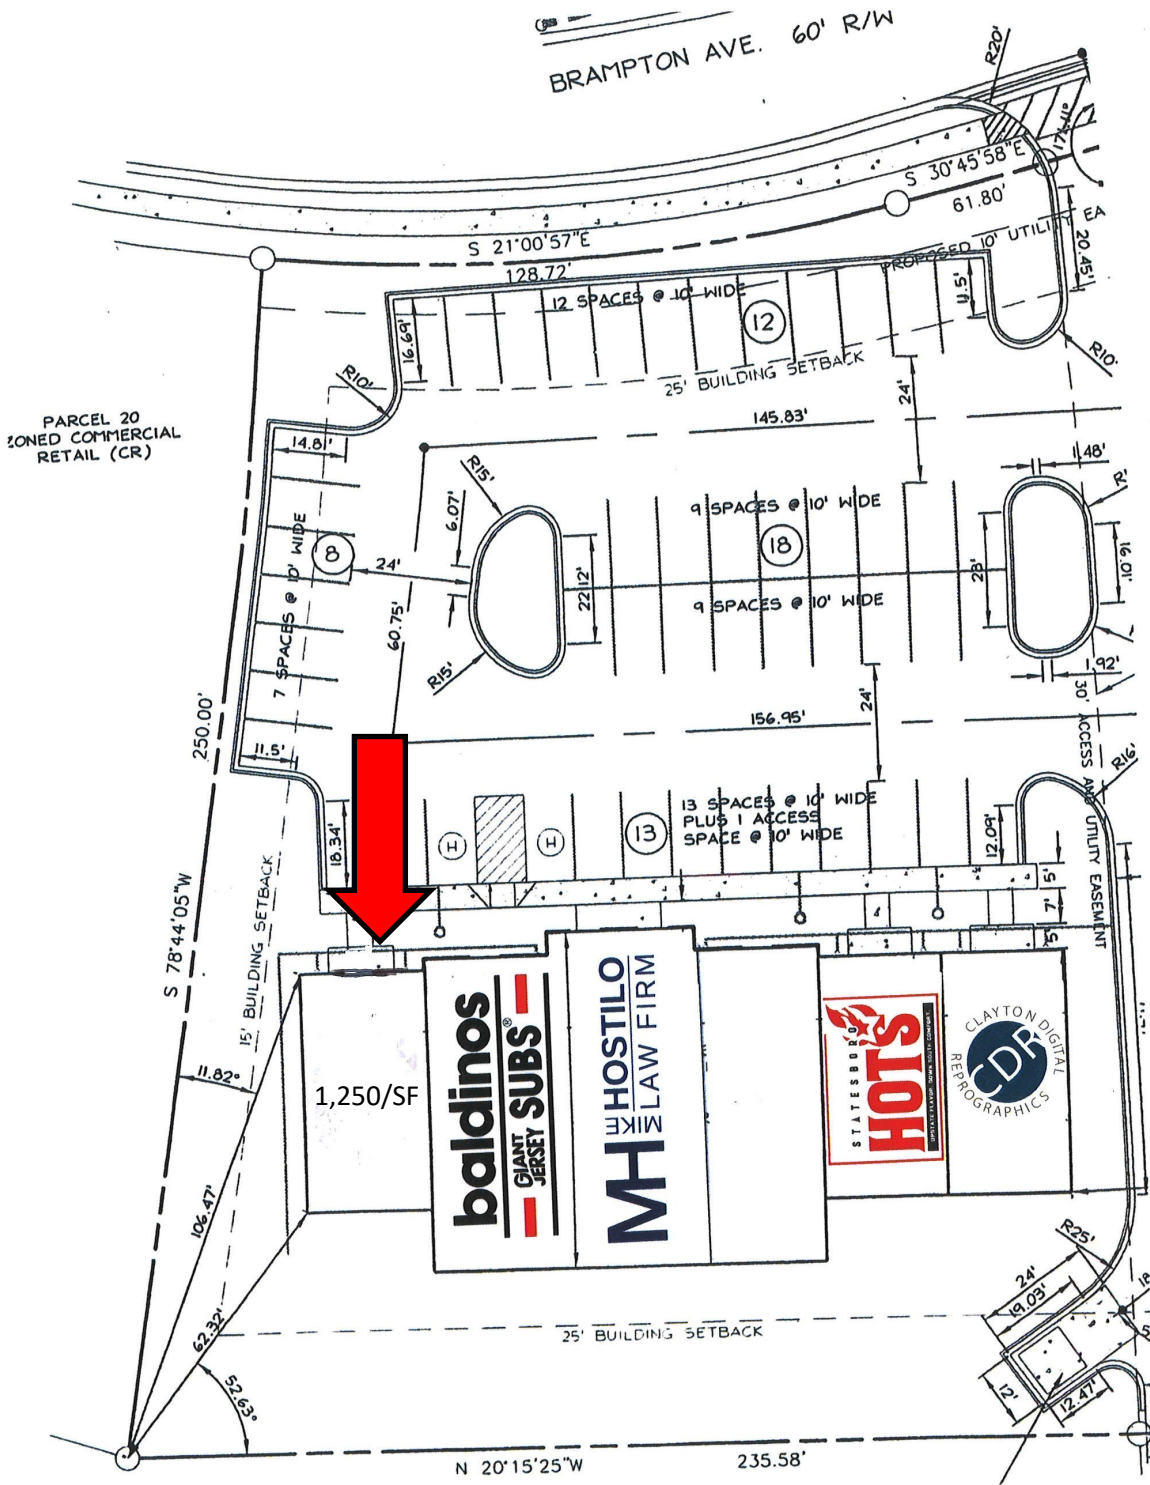 BRAMPTON AVE. 60' R/W
R20'
171.11°
S 30°45'58"E
61.80'
S 21°00'57"E
128.72'
PROPOSED 10' UTILITY EA
20.45'
12 SPACES @ 10' WIDE
12
11.5'
16.69'
R10'
R10'
25' BUILDING SETBACK
24'
145.83'
PARCEL 20
ZONED COMMERCIAL
RETAIL (CR)
14.81'
R15'
6.07'
1.48'
9 SPACES @ 10' WIDE
18
8
24'
7 SPACES @ 10' WIDE
22.12'
28'
16.01'
9 SPACES @ 10' WIDE
60.75'
R15'
1.92'
24'
30' ACCESS AND UTILITY EASEMENT
250.00'
S 78°44'05"W
156.95'
11.5'
R16'
13 SPACES @ 10' WIDE
PLUS 1 ACCESS
SPACE @ 10' WIDE
13
H
H
18.34'
12.09'
5'
7'
5'
15' BUILDING SETBACK
11.82°
1,250/SF
baldinos
GIANT
JERSEY SUBS®
MH
MIKE HOSTILO
LAW FIRM
STATESBORO
HOTS
CLAYTON DIGITAL
CDR
REPROGRAPHICS
106.47'
62.32'
52.63°
R25'
24'
19.03'
12'
12.47'
25' BUILDING SETBACK
N 20°15'25"W
235.58'